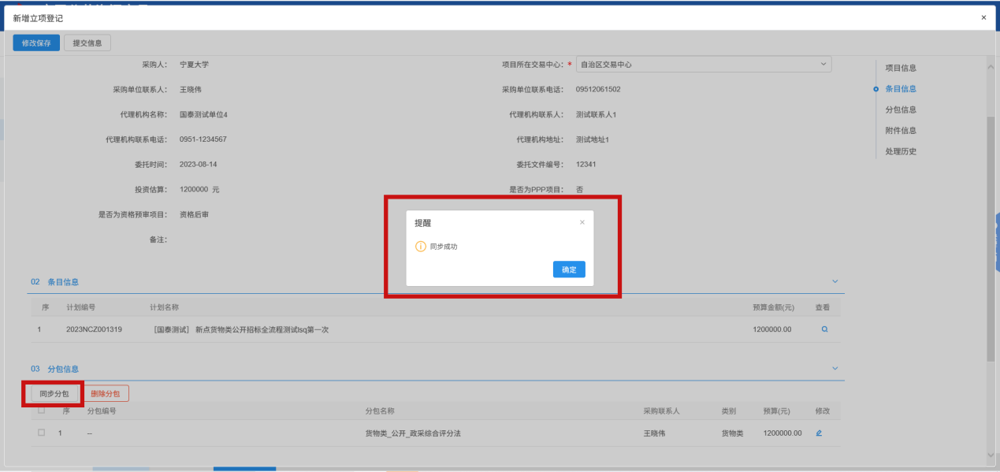 新增立项登记 ×
修改保存 提交信息
采购人： 宁夏大学 项目所在交易中心： * 自治区交易中心
项目信息
采购单位联系人： 王晓伟 采购单位联系电话： 09512061502
条目信息
代理机构名称： 国泰测试单位4 代理机构联系人： 测试联系人1
分包信息
代理机构联系电话： 0951-1234567 代理机构地址： 测试地址1
附件信息
处理历史
委托时间： 2023-08-14 委托文件编号： 12341
投资估算： 1200000 元 是否为PPP项目： 否
是否为资格预审项目： 资格后审
备注：
提醒 ×
同步成功
确定
02 条目信息
序 计划编号 计划名称 预算金额(元) 查看
1 2023NCZ001319 ［国泰测试］ 新点货物类公开招标全流程测试lsq第一次 1200000.00
03 分包信息
同步分包 删除分包
序 分包编号 分包名称 采购联系人 类别 预算(元) 修改
1 -- 货物类_公开_政采综合评分法 王晓伟 货物类 1200000.00